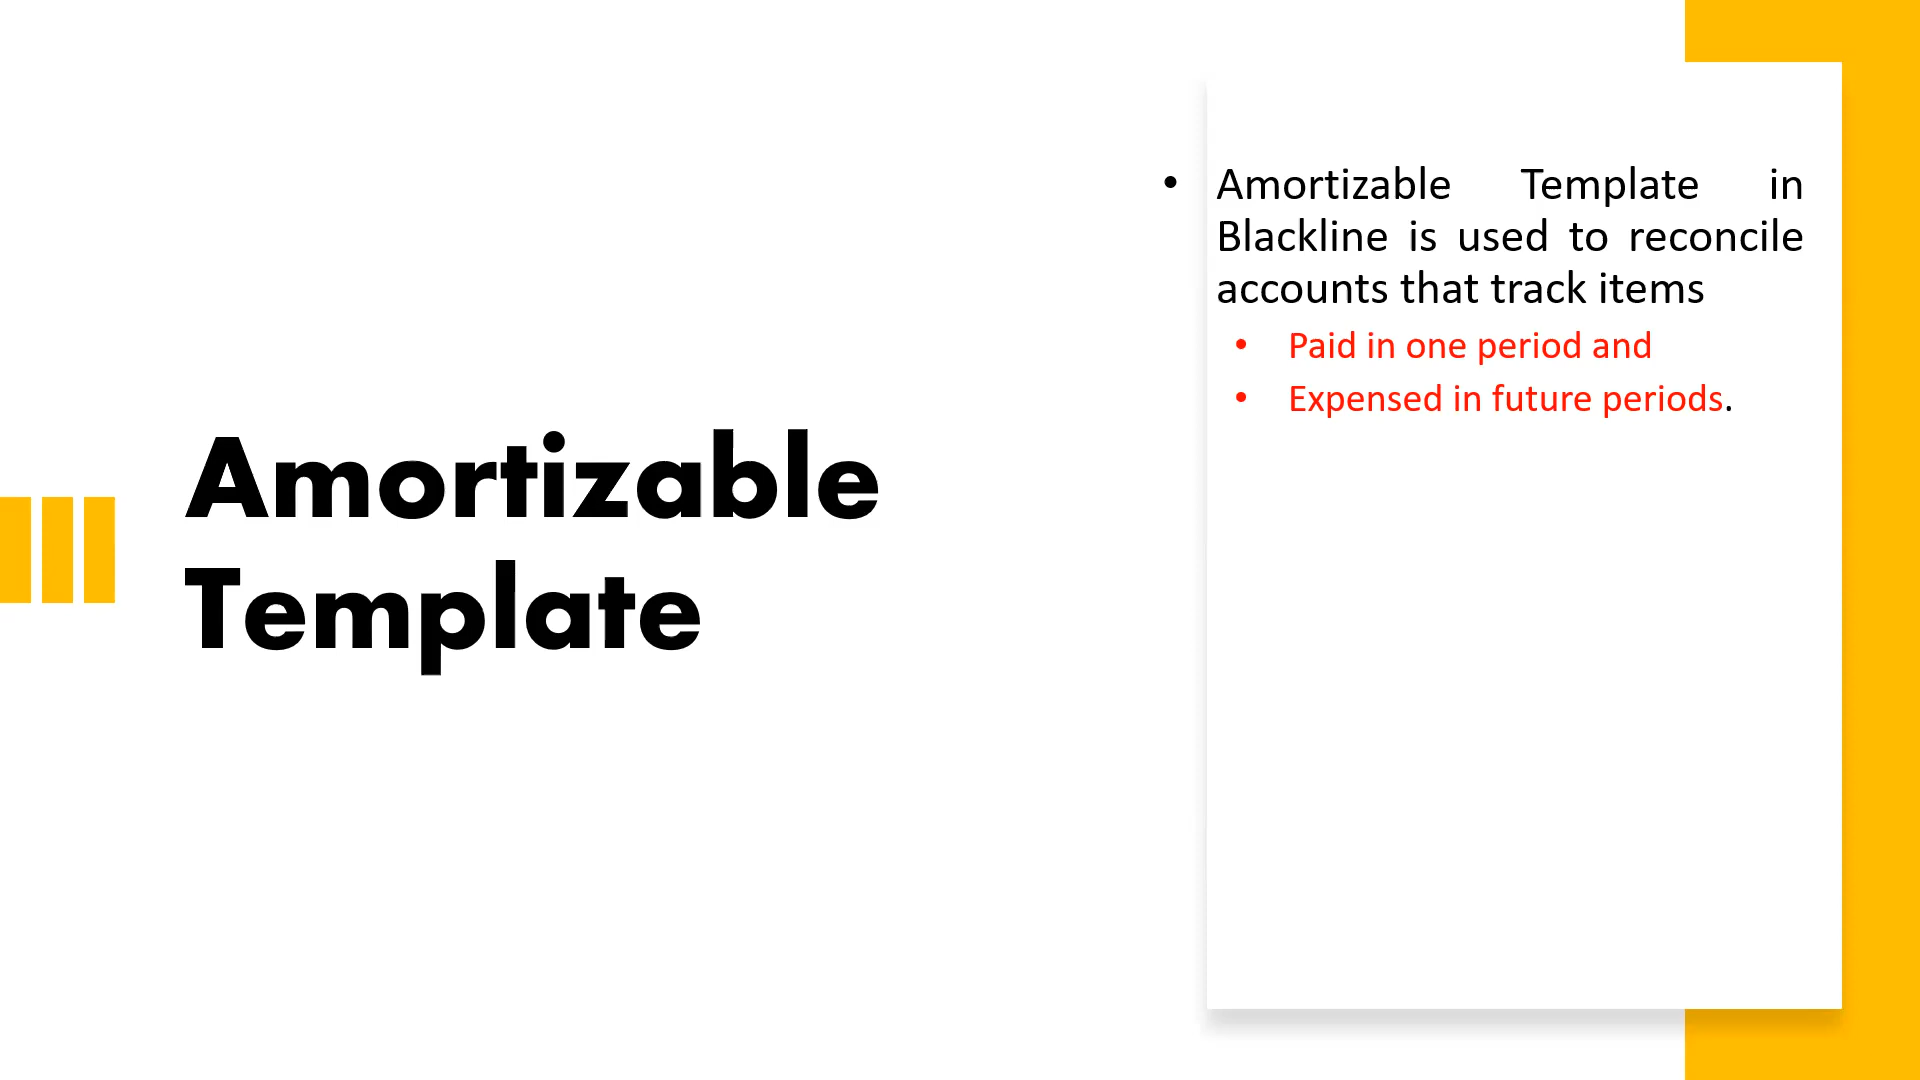 Amortizable
Template
• Amortizable Template in
Blackline is used to reconcile
accounts that track items
• Paid in one period and
• Expensed in future periods.